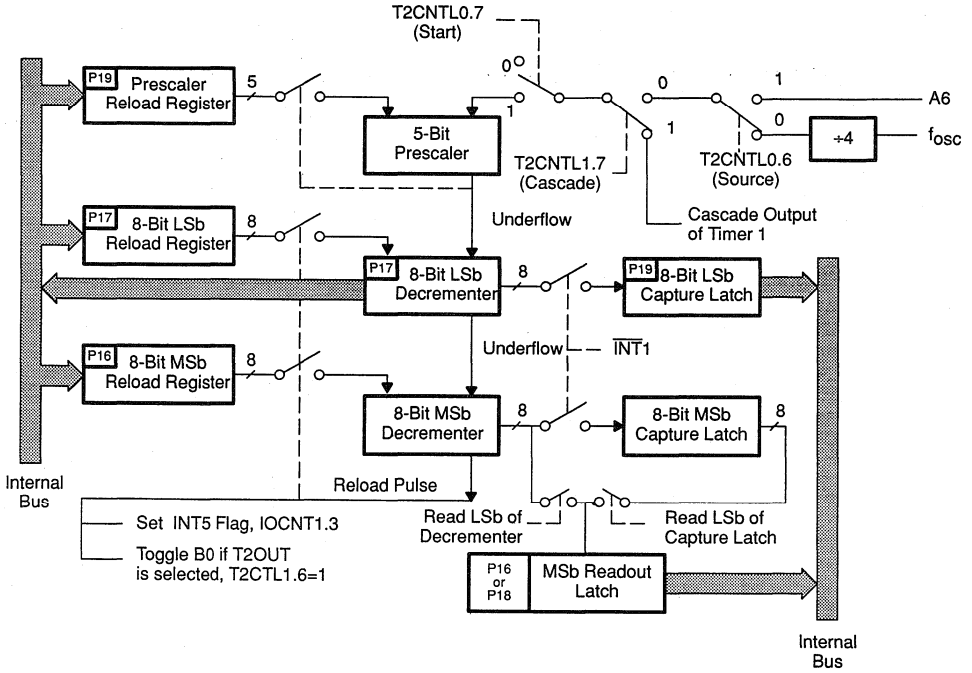 T2CNTL0.7
(Start)
P19
Prescaler
Reload Register
5
0
1
0
1
1
0
A6
÷4
fosc
5-Bit
Prescaler
T2CNTL1.7
(Cascade)
T2CNTL0.6
(Source)
Underflow
Cascade Output
of Timer 1
P17
8-Bit LSb
Reload Register
8
P17
8-Bit LSb
Decrementer
8
P19
8-Bit LSb
Capture Latch
Underflow
INT1
P16
8-Bit MSb
Reload Register
8
8-Bit MSb
Decrementer
8
8-Bit MSb
Capture Latch
8
Internal
Bus
Reload Pulse
Set INT5 Flag, IOCNT1.3
Toggle B0 if T2OUT
is selected, T2CTL1.6=1
Read LSb of
Decrementer
Read LSb of
Capture Latch
P16
or
P18
MSb Readout
Latch
Internal
Bus